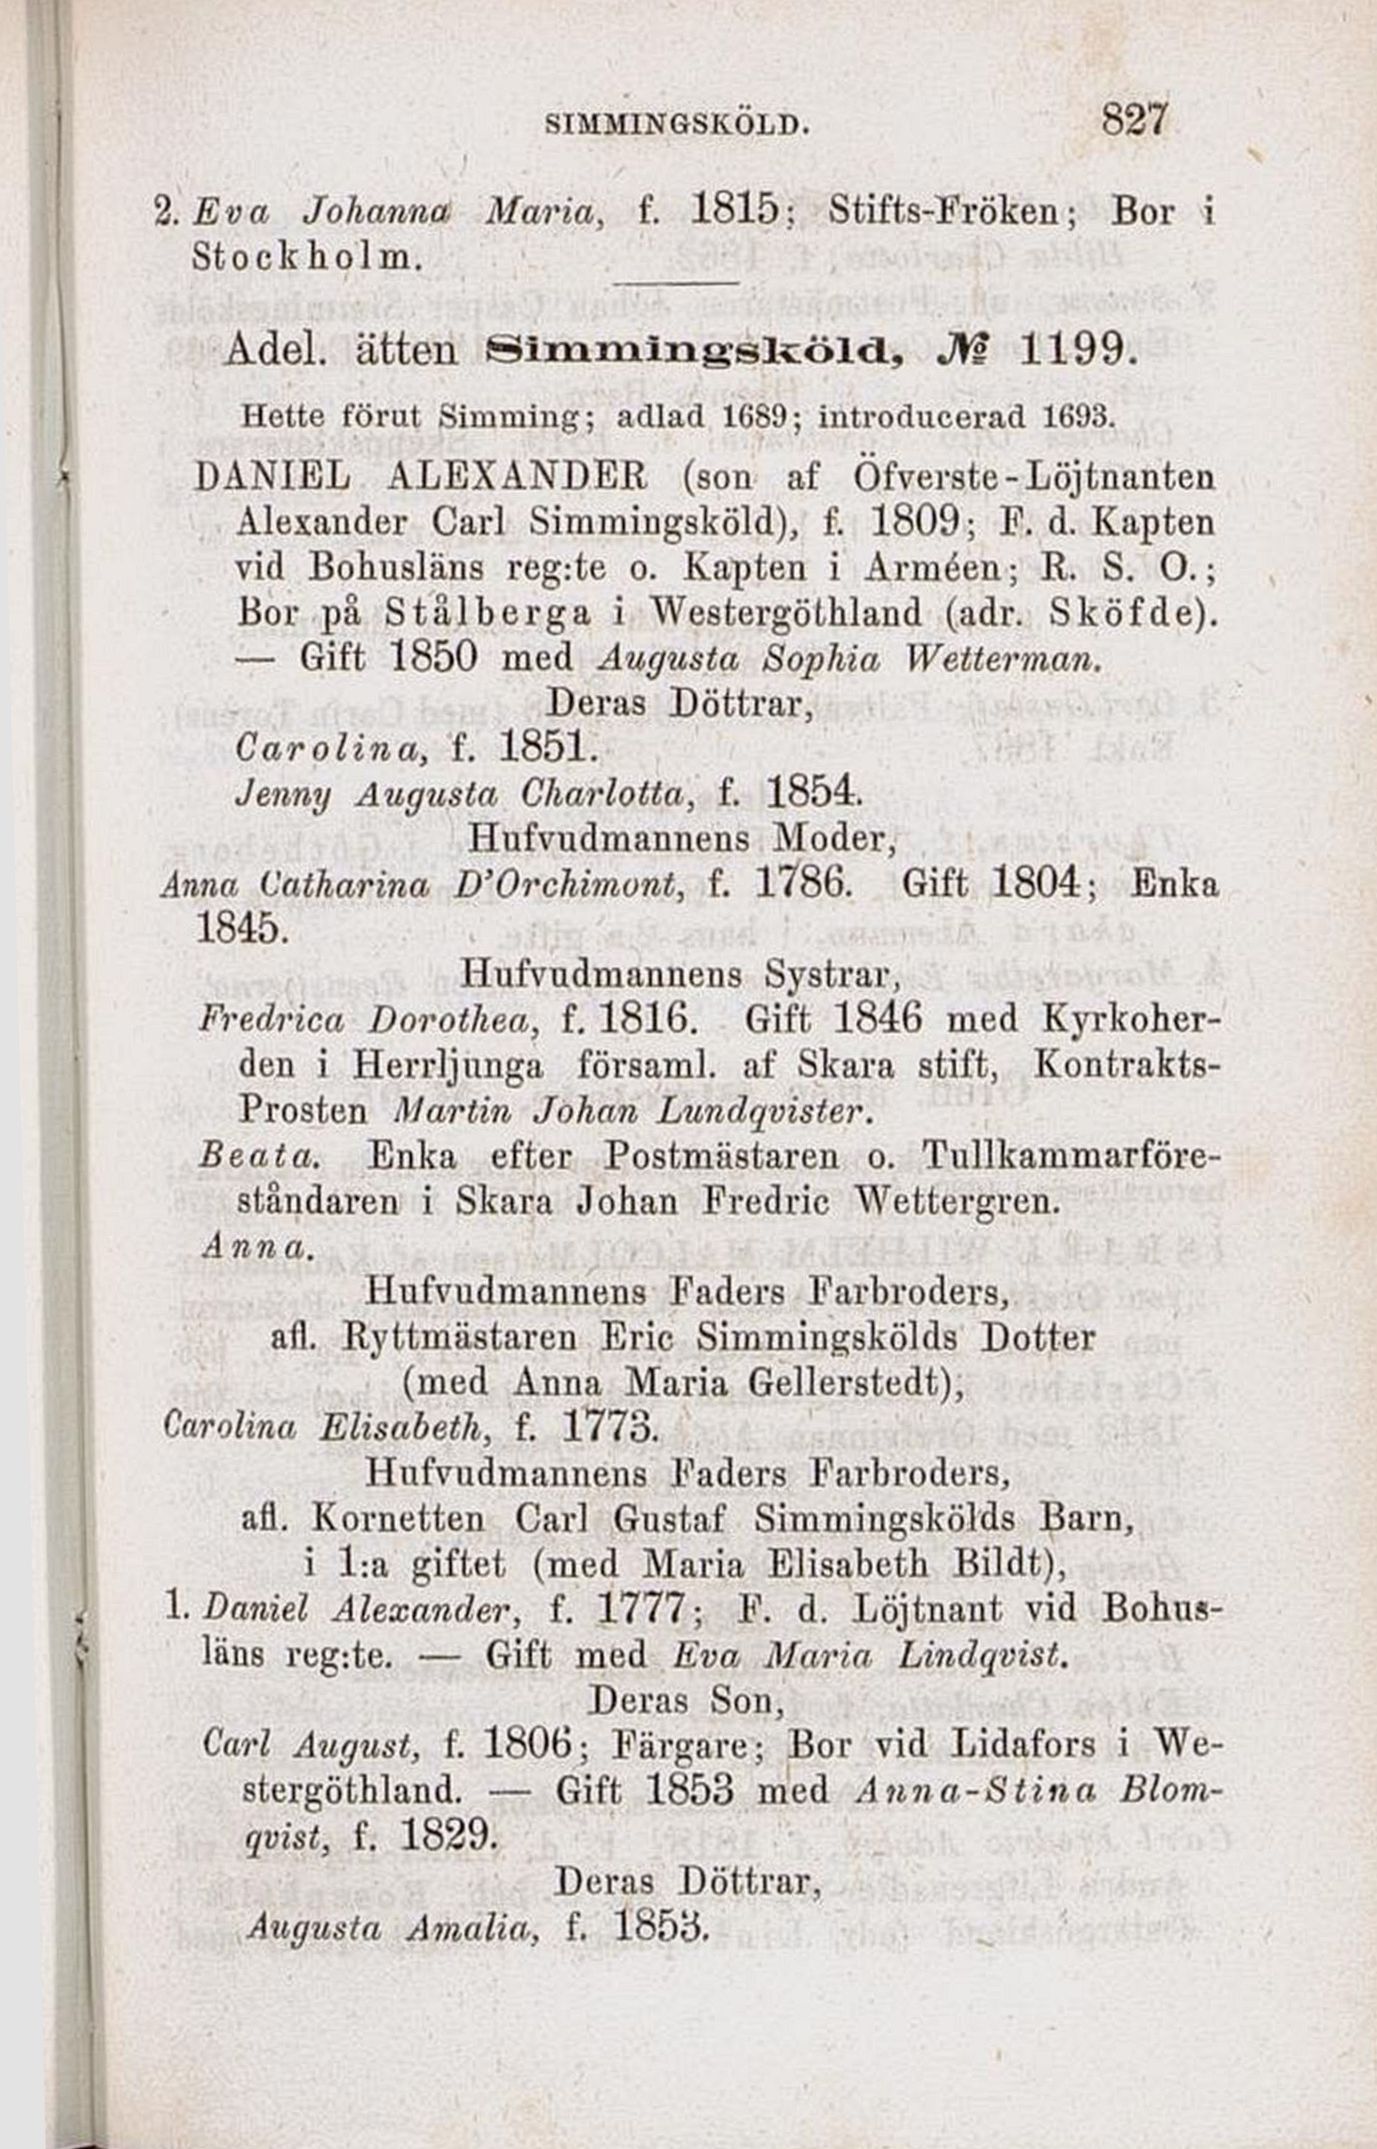 SIMMINGSKÖLD. 827
2. Eva Johanna Maria, f. 1815; Stifts-Fröken; Bor i
Stockholm.
Adel. ätten Simmingsköld, № 1199.
Hette förut Simming; adlad 1689; introducerad 1693.
DANIEL ALEXANDER (son af Öfverste-Löjtnanten
Alexander Carl Simmingsköld), f. 1809; F. d. Kapten
vid Bohusläns reg:te o. Kapten i Arméen; R. S. O.;
Bor på Stålberga i Westergöthland (adr. Sköfde).
— Gift 1850 med Augusta Sophia Wetterman.
Deras Döttrar,
Carolina, f. 1851.
Jenny Augusta Charlotta, f. 1854.
Hufvudmannens Moder,
Anna Catharina D'Orchimont, f. 1786. Gift 1804; Enka
1845.
Hufvudmannens Systrar,
Fredrica Dorothea, f. 1816. Gift 1846 med Kyrkoher-
den i Herrljunga församl. af Skara stift, Kontrakts-
Prosten Martin Johan Lundqvister.
Beata. Enka efter Postmästaren o. Tullkammarföre-
ståndaren i Skara Johan Fredric Wettergren.
Anna.
Hufvudmannens Faders Farbroders,
afl. Ryttmästaren Eric Simmingskölds Dotter
(med Anna Maria Gellerstedt),
Carolina Elisabeth, f. 1773.
Hufvudmannens Faders Farbroders,
afl. Kornetten Carl Gustaf Simmingskölds Barn,
i 1:a giftet (med Maria Elisabeth Bildt),
1. Daniel Alexander, f. 1777; F. d. Löjtnant vid Bohus-
läns reg:te. — Gift med Eva Maria Lindqvist.
Deras Son,
Carl August, f. 1806; Färgare; Bor vid Lidafors i We-
stergöthland. — Gift 1853 med Anna-Stina Blom-
qvist, f. 1829.
Deras Döttrar,
Augusta Amalia, f. 1853.